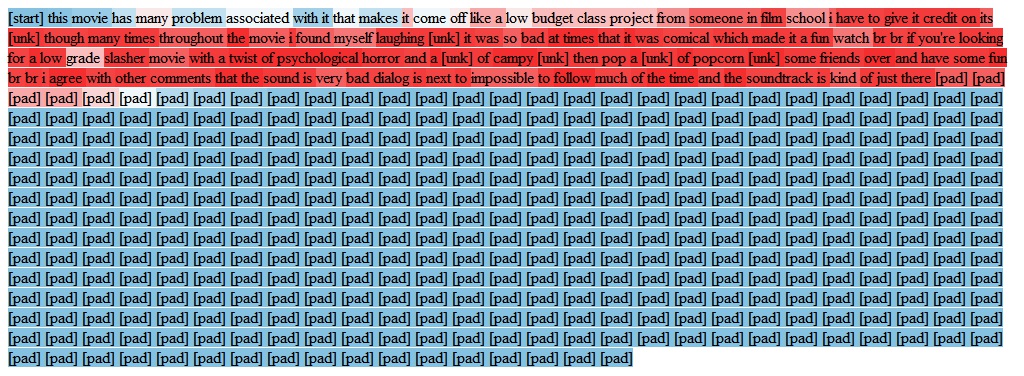 [start] this movie has many problem associated with it that makes it come off like a low budget class project from someone in film school i have to give it credit on its
[unk] though many times throughout the movie i found myself laughing [unk] it was so bad at times that it was comical which made it a fun watch br br if you're looking
for a low grade slasher movie with a twist of psychological horror and a [unk] of campy [unk] then pop a [unk] of popcorn [unk] some friends over and have some fun
br br i agree with other comments that the sound is very bad dialog is next to impossible to follow much of the time and the soundtrack is kind of just there [pad] [pad]
[pad] [pad] [pad] [pad] [pad] [pad] [pad] [pad] [pad] [pad] [pad] [pad] [pad] [pad] [pad] [pad] [pad] [pad] [pad] [pad] [pad] [pad] [pad] [pad] [pad] [pad] [pad]
[pad] [pad] [pad] [pad] [pad] [pad] [pad] [pad] [pad] [pad] [pad] [pad] [pad] [pad] [pad] [pad] [pad] [pad] [pad] [pad] [pad] [pad] [pad] [pad] [pad] [pad] [pad]
[pad] [pad] [pad] [pad] [pad] [pad] [pad] [pad] [pad] [pad] [pad] [pad] [pad] [pad] [pad] [pad] [pad] [pad] [pad] [pad] [pad] [pad] [pad] [pad] [pad] [pad] [pad]
[pad] [pad] [pad] [pad] [pad] [pad] [pad] [pad] [pad] [pad] [pad] [pad] [pad] [pad] [pad] [pad] [pad] [pad] [pad] [pad] [pad] [pad] [pad] [pad] [pad] [pad] [pad]
[pad] [pad] [pad] [pad] [pad] [pad] [pad] [pad] [pad] [pad] [pad] [pad] [pad] [pad] [pad] [pad] [pad] [pad] [pad] [pad] [pad] [pad] [pad] [pad] [pad] [pad] [pad]
[pad] [pad] [pad] [pad] [pad] [pad] [pad] [pad] [pad] [pad] [pad] [pad] [pad] [pad] [pad] [pad] [pad] [pad] [pad] [pad] [pad] [pad] [pad] [pad] [pad] [pad] [pad]
[pad] [pad] [pad] [pad] [pad] [pad] [pad] [pad] [pad] [pad] [pad] [pad] [pad] [pad] [pad] [pad] [pad] [pad] [pad] [pad] [pad] [pad] [pad] [pad] [pad] [pad] [pad]
[pad] [pad] [pad] [pad] [pad] [pad] [pad] [pad] [pad] [pad] [pad] [pad] [pad] [pad] [pad] [pad] [pad] [pad] [pad] [pad] [pad] [pad] [pad] [pad] [pad] [pad] [pad]
[pad] [pad] [pad] [pad] [pad] [pad] [pad] [pad] [pad] [pad] [pad] [pad] [pad] [pad] [pad] [pad] [pad] [pad] [pad] [pad] [pad] [pad] [pad] [pad] [pad] [pad] [pad]
[pad] [pad] [pad] [pad] [pad] [pad] [pad] [pad] [pad] [pad] [pad] [pad] [pad] [pad] [pad] [pad] [pad] [pad] [pad] [pad] [pad] [pad] [pad] [pad] [pad] [pad] [pad]
[pad] [pad] [pad] [pad] [pad] [pad] [pad] [pad] [pad] [pad] [pad] [pad] [pad] [pad] [pad] [pad] [pad] [pad] [pad] [pad] [pad] [pad] [pad] [pad] [pad] [pad] [pad]
[pad] [pad] [pad] [pad] [pad] [pad] [pad] [pad] [pad] [pad] [pad] [pad] [pad] [pad] [pad] [pad] [pad] [pad] [pad] [pad] [pad] [pad] [pad] [pad] [pad] [pad] [pad]
[pad] [pad] [pad] [pad] [pad] [pad] [pad] [pad] [pad] [pad] [pad] [pad] [pad] [pad] [pad] [pad] [pad] [pad] [pad] [pad] [pad] [pad] [pad] [pad] [pad] [pad] [pad]
[pad] [pad] [pad] [pad] [pad] [pad] [pad] [pad] [pad] [pad] [pad] [pad] [pad] [pad] [pad] [pad] [pad]